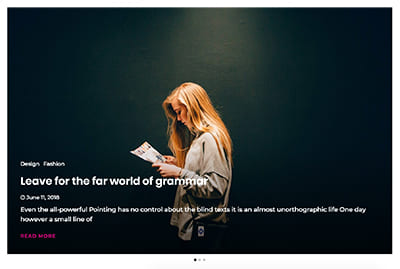 Design Fashion
Leave for the far world of grammar
June 11, 2018
Even the all-powerful Pointing has no control about the blind texts it is an almost unorthographic life One day
however a small line of
READ MORE